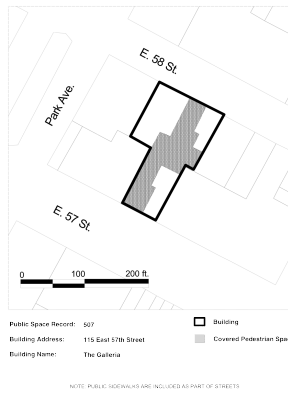 E. 58 St.
Park Ave.
E. 57 St.
0 100 200 ft.
Public Space Record: 507
Building
Building Address: 115 East 57th Street
Covered Pedestrian Spa
Building Name: The Galleria
NOTE: PUBLIC SIDEWALKS ARE INCLUDED AS PART OF STREETS